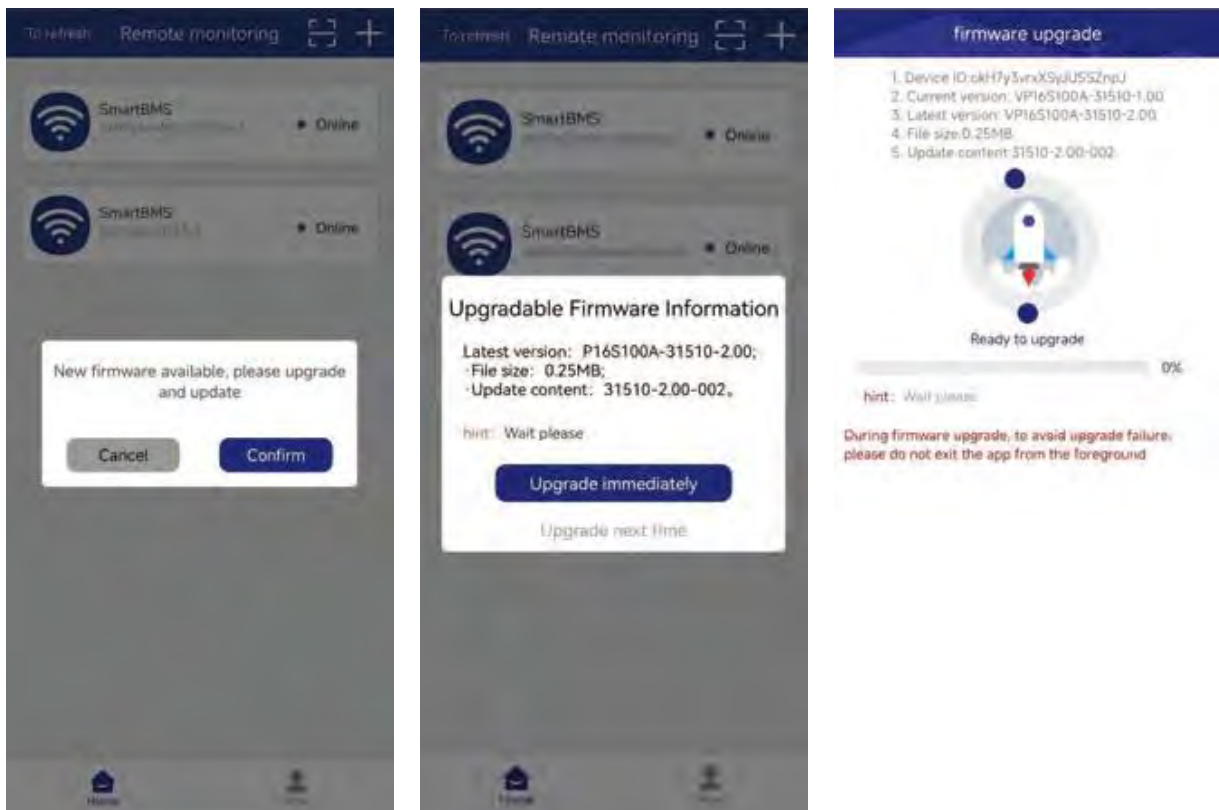 To refresh Remote monitoring
SmartBMS
Online
SmartBMS
Online
New firmware available, please upgrade
and update
Cancel Confirm
Home
To refresh Remote monitoring
SmartBMS
Online
SmartBMS
Online
Upgradable Firmware Information
Latest version: P16S100A-31510-2.00;
·File size: 0.25MB;
·Update content: 31510-2.00-002。
hint: Wait please
Upgrade immediately
Upgrade next time
Home
firmware upgrade
1. Device ID:
2. Current version: VP16S100A-31510-1.00
3. Latest version: VP16S100A-31510-2.00
4. File size:0.25MB
5. Update content:31510-2.00-002
Ready to upgrade
0%
hint: Wait please
During firmware upgrade, to avoid upgrade failure,
please do not exit the app from the foreground